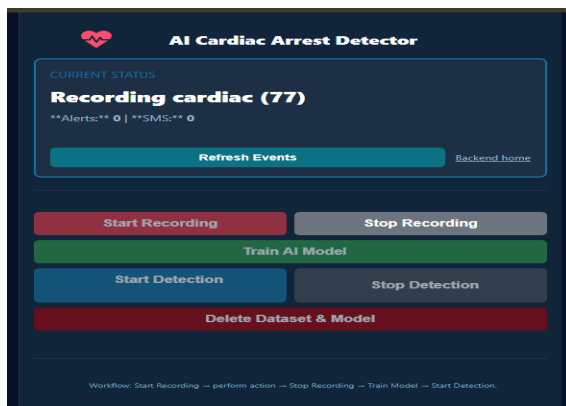 AI Cardiac Arrest Detector
CURRENT STATUS
Recording cardiac (77)
**Alerts:** 0 | **SMS:** 0
Refresh Events Backend home
Start Recording Stop Recording
Train AI Model
Start Detection Stop Detection
Delete Dataset & Model
Workflow: Start Recording → perform action → Stop Recording → Train Model → Start Detection.